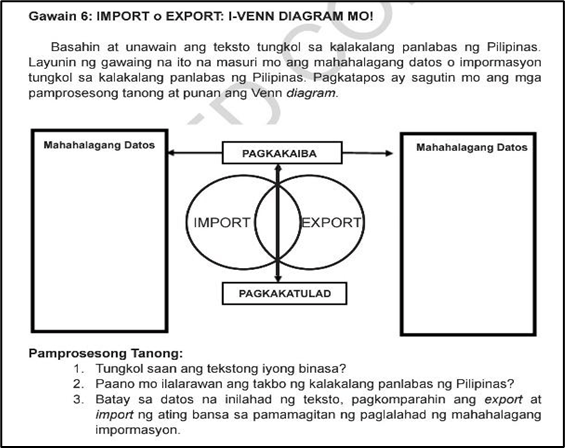 Gawain 6: IMPORT o EXPORT: I-VENN DIAGRAM MO!
Basahin at unawain ang teksto tungkol sa kalakalang panlabas ng Pilipinas.
Layunin ng gawaing na ito na masuri mo ang mahahalagang datos o impormasyon
tungkol sa kalakalang panlabas ng Pilipinas. Pagkatapos ay sagutin mo ang mga
pamprosesong tanong at punan ang Venn diagram.
Mahahalagang Datos
PAGKAKAIBA
Mahahalagang Datos
IMPORT
EXPORT
PAGKAKATULAD
Pamprosesong Tanong:
1. Tungkol saan ang tekstong iyong binasa?
2. Paano mo ilalarawan ang takbo ng kalakalang panlabas ng Pilipinas?
3. Batay sa datos na inilahad ng teksto, pagkomparahin ang export at
import ng ating bansa sa pamamagitan ng paglalahad ng mahahalagang
impormasyon.